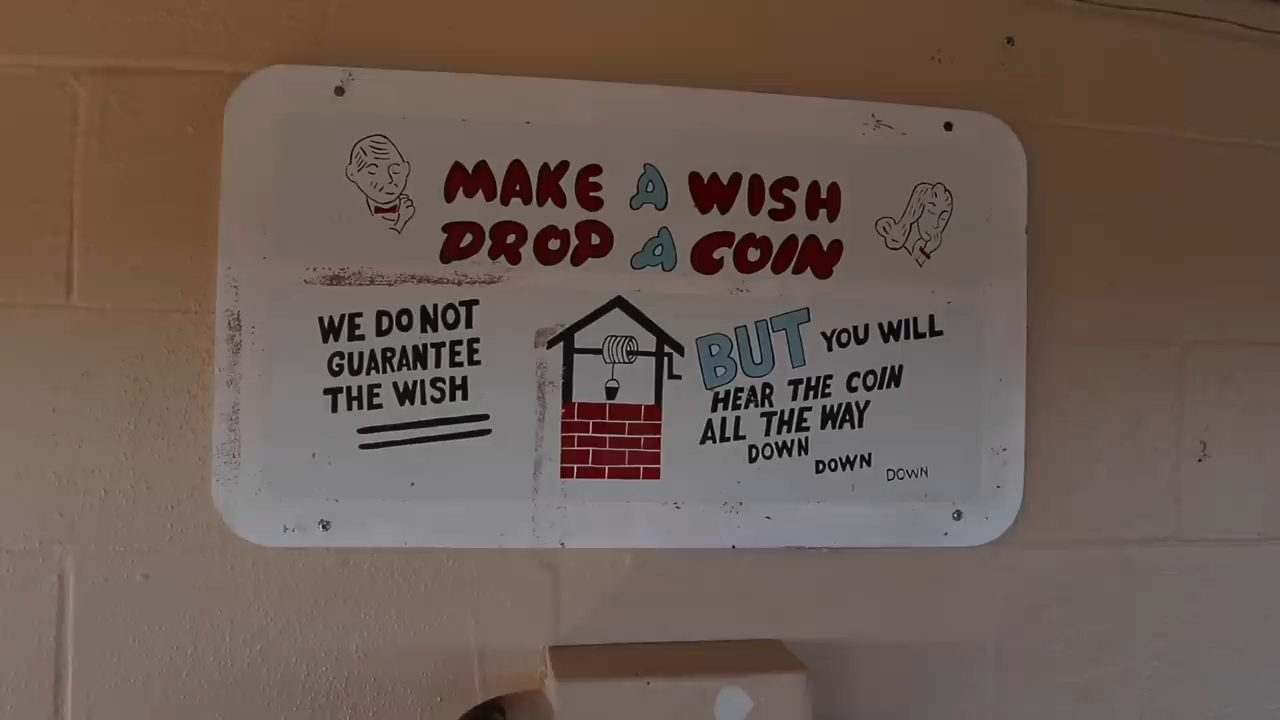 MAKE A WISH
DROP A COIN
WE DO NOT
GUARANTEE
THE WISH
BUT YOU WILL
HEAR THE COIN
ALL THE WAY
DOWN
DOWN
DOWN